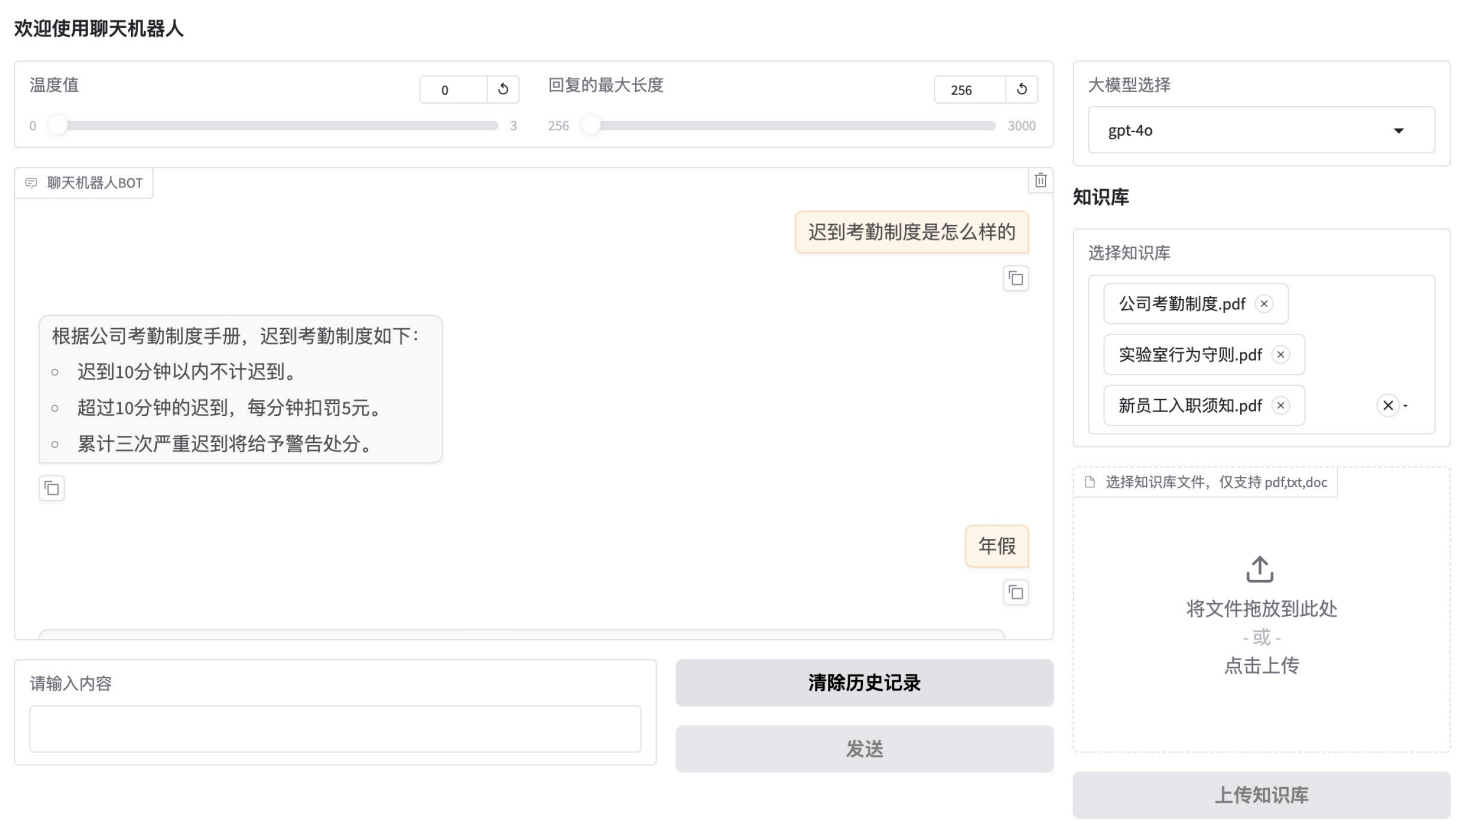 欢迎使用聊天机器人
温度值
0
0
3
回复的最大长度
256
256
3000
聊天机器人BOT
迟到考勤制度是怎么样的
根据公司考勤制度手册，迟到考勤制度如下：
迟到10分钟以内不计迟到。
超过10分钟的迟到，每分钟扣罚5元。
累计三次严重迟到将给予警告处分。
年假
请输入内容
清除历史记录
发送
大模型选择
gpt-4o
知识库
选择知识库
公司考勤制度.pdf
实验室行为守则.pdf
新员工入职须知.pdf
选择知识库文件，仅支持 pdf,txt,doc
将文件拖放到此处
- 或 -
点击上传
上传知识库